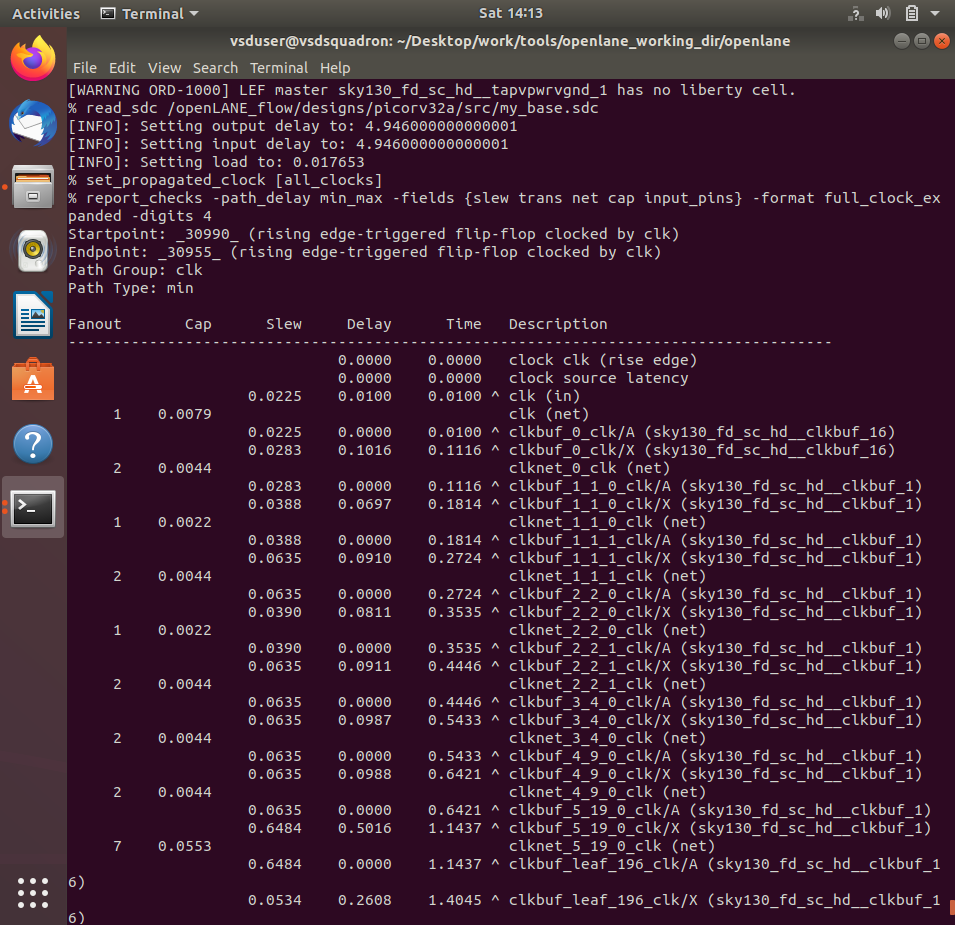 Activities Terminal Sat 14:13
vsduser@vsdsquadron: ~/Desktop/work/tools/openlane_working_dir/openlane
File Edit View Search Terminal Help
[WARNING ORD-1000] LEF master sky130_fd_sc_hd__tapvpwrvgnd_1 has no liberty cell.
% read_sdc /openLANE_flow/designs/picorv32a/src/my_base.sdc
[INFO]: Setting output delay to: 4.946000000000001
[INFO]: Setting input delay to: 4.946000000000001
[INFO]: Setting load to: 0.017653
% set_propagated_clock [all_clocks]
% report_checks -path_delay min_max -fields {slew trans net cap input_pins} -format full_clock_ex
panded -digits 4
Startpoint: _30990_ (rising edge-triggered flip-flop clocked by clk)
Endpoint: _30955_ (rising edge-triggered flip-flop clocked by clk)
Path Group: clk
Path Type: min
Fanout Cap Slew Delay Time Description
-------------------------------------------------------------------------------------
0.0000 0.0000 clock clk (rise edge)
0.0000 0.0000 clock source latency
0.0225 0.0100 0.0100 ^ clk (in)
1 0.0079 clk (net)
0.0225 0.0000 0.0100 ^ clkbuf_0_clk/A (sky130_fd_sc_hd__clkbuf_16)
0.0283 0.1016 0.1116 ^ clkbuf_0_clk/X (sky130_fd_sc_hd__clkbuf_16)
2 0.0044 clknet_0_clk (net)
0.0283 0.0000 0.1116 ^ clkbuf_1_1_0_clk/A (sky130_fd_sc_hd__clkbuf_1)
0.0388 0.0697 0.1814 ^ clkbuf_1_1_0_clk/X (sky130_fd_sc_hd__clkbuf_1)
1 0.0022 clknet_1_1_0_clk (net)
0.0388 0.0000 0.1814 ^ clkbuf_1_1_1_clk/A (sky130_fd_sc_hd__clkbuf_1)
0.0635 0.0910 0.2724 ^ clkbuf_1_1_1_clk/X (sky130_fd_sc_hd__clkbuf_1)
2 0.0044 clknet_1_1_1_clk (net)
0.0635 0.0000 0.2724 ^ clkbuf_2_2_0_clk/A (sky130_fd_sc_hd__clkbuf_1)
0.0390 0.0811 0.3535 ^ clkbuf_2_2_0_clk/X (sky130_fd_sc_hd__clkbuf_1)
1 0.0022 clknet_2_2_0_clk (net)
0.0390 0.0000 0.3535 ^ clkbuf_2_2_1_clk/A (sky130_fd_sc_hd__clkbuf_1)
0.0635 0.0911 0.4446 ^ clkbuf_2_2_1_clk/X (sky130_fd_sc_hd__clkbuf_1)
2 0.0044 clknet_2_2_1_clk (net)
0.0635 0.0000 0.4446 ^ clkbuf_3_4_0_clk/A (sky130_fd_sc_hd__clkbuf_1)
0.0635 0.0987 0.5433 ^ clkbuf_3_4_0_clk/X (sky130_fd_sc_hd__clkbuf_1)
2 0.0044 clknet_3_4_0_clk (net)
0.0635 0.0000 0.5433 ^ clkbuf_4_9_0_clk/A (sky130_fd_sc_hd__clkbuf_1)
0.0635 0.0988 0.6421 ^ clkbuf_4_9_0_clk/X (sky130_fd_sc_hd__clkbuf_1)
2 0.0044 clknet_4_9_0_clk (net)
0.0635 0.0000 0.6421 ^ clkbuf_5_19_0_clk/A (sky130_fd_sc_hd__clkbuf_1)
0.6484 0.5016 1.1437 ^ clkbuf_5_19_0_clk/X (sky130_fd_sc_hd__clkbuf_1)
7 0.0553 clknet_5_19_0_clk (net)
0.6484 0.0000 1.1437 ^ clkbuf_leaf_196_clk/A (sky130_fd_sc_hd__clkbuf_1
6)
0.0534 0.2608 1.4045 ^ clkbuf_leaf_196_clk/X (sky130_fd_sc_hd__clkbuf_1
6)